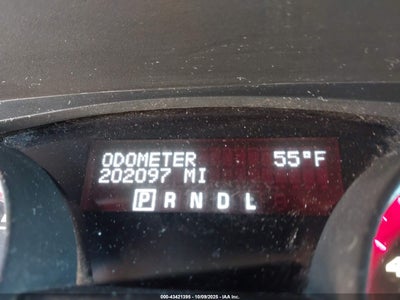 ODOMETER 55°F
202097 MI
P R N D L
000-43421395 - 10/09/2025 - IAA Inc.